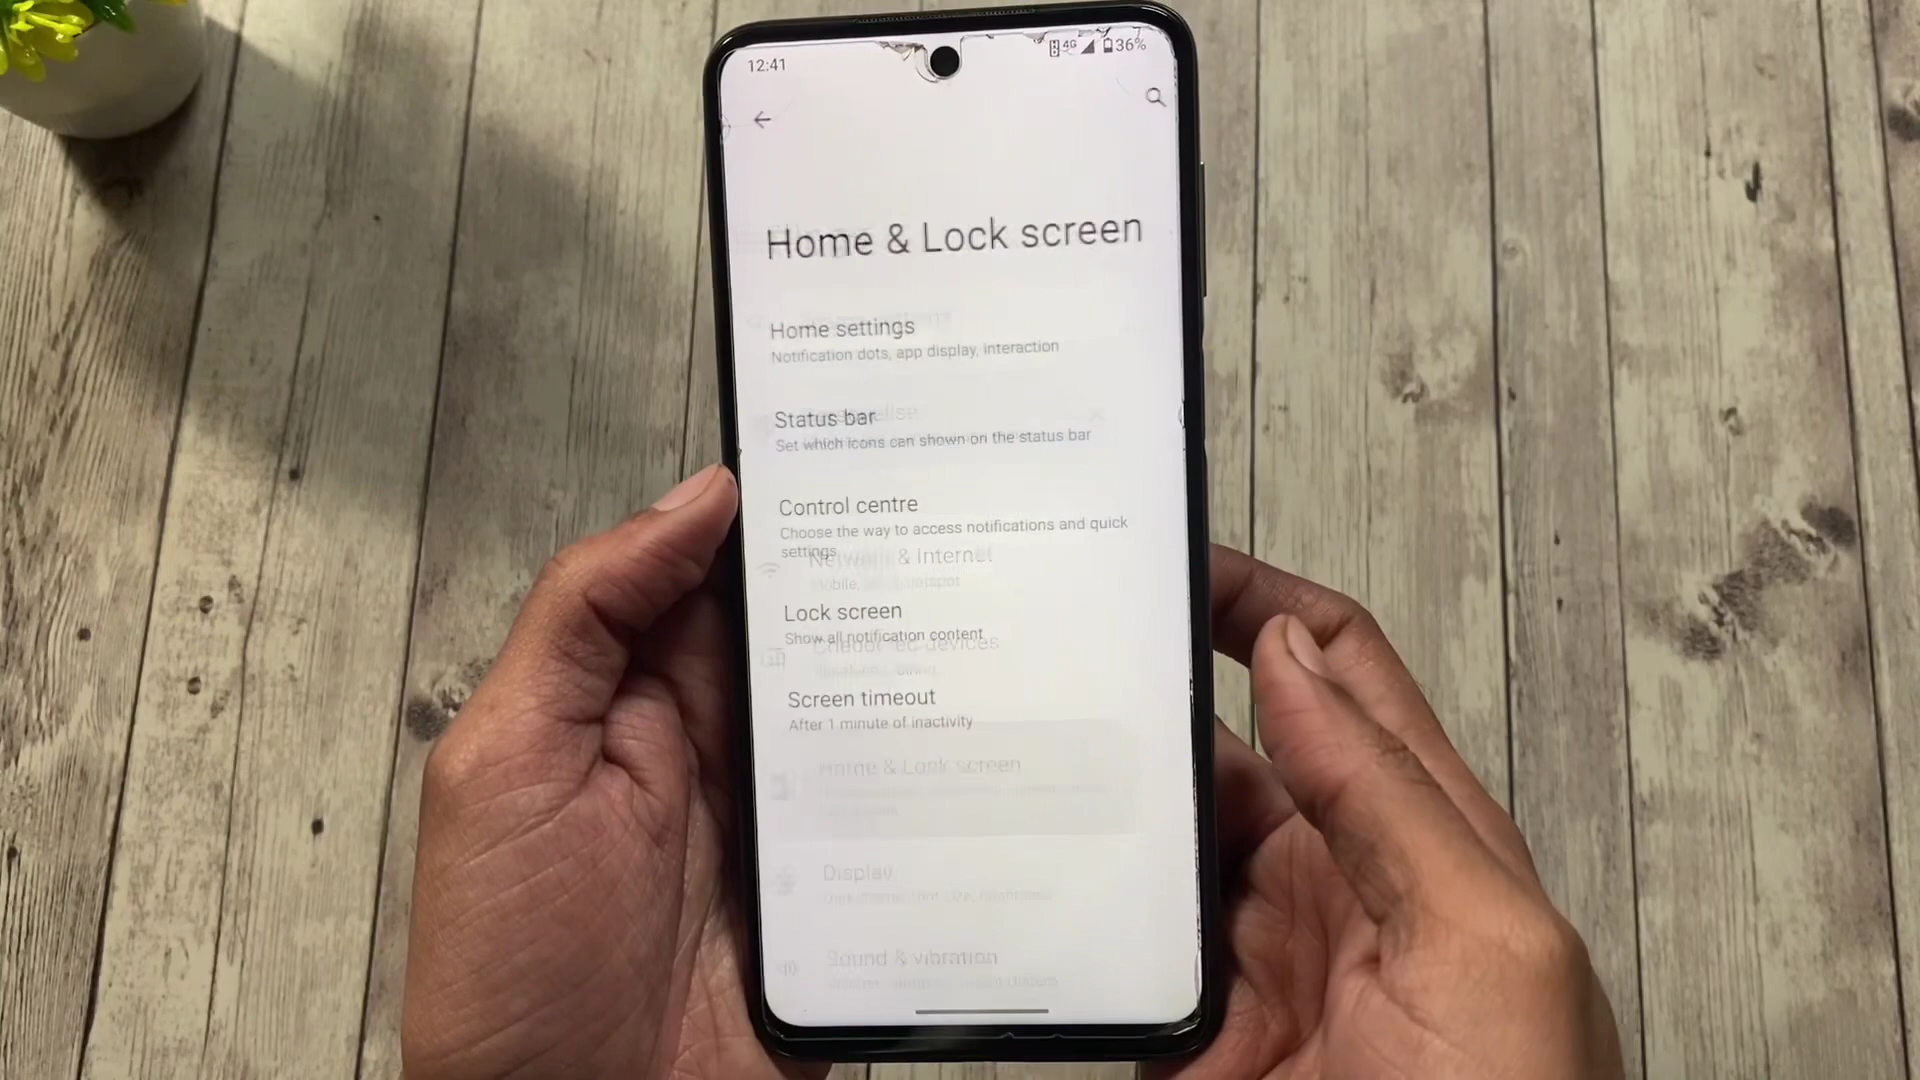 12:41
4G 36%
Home & Lock screen
Home settings
Notification dots, app display, interaction
Status bar
Set which icons can shown on the status bar
Control centre
Choose the way to access notifications and quick
settings
Network & Internet
Mobile, hotspot
Lock screen
Show all notification content
Connected devices
Screen timeout
After 1 minute of inactivity
Home & Lock screen
Display
Sound & vibration